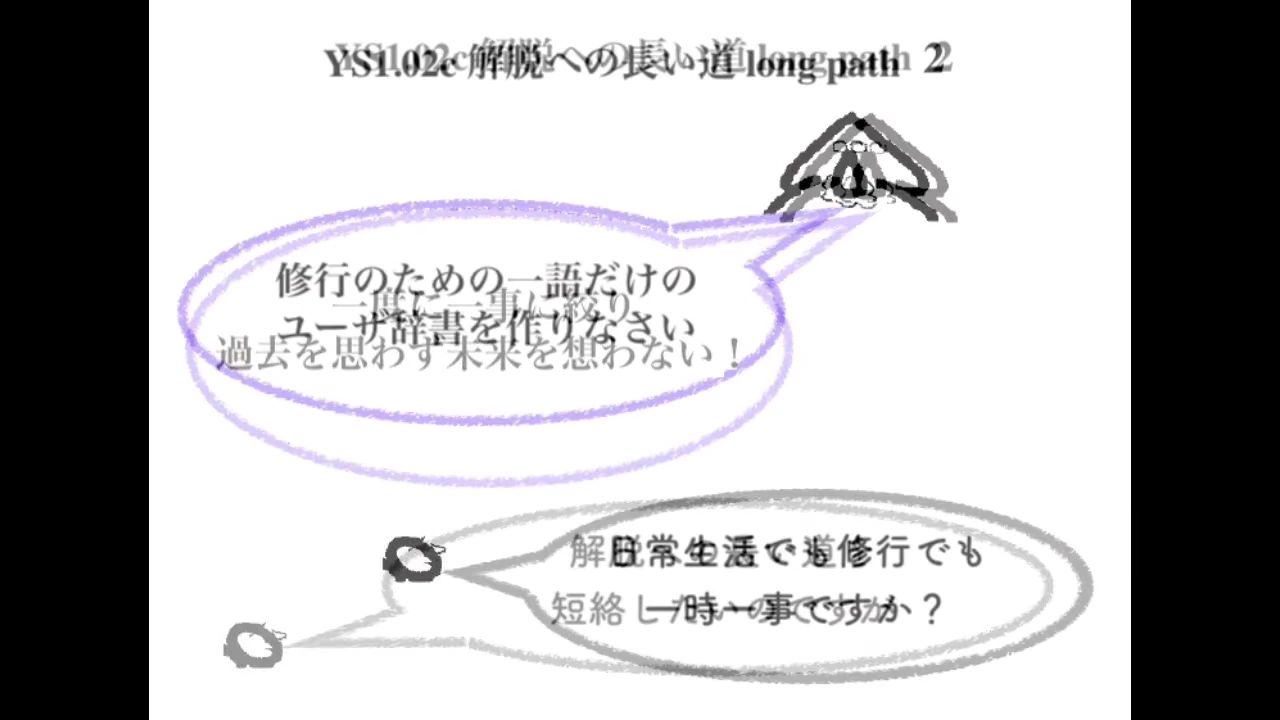 YS1.02c 解脱への長い道 long path 2
修行のための一語だけの
ユーザ辞書を作りなさい
一度に一事に絞り
過去を思わず未来を想わない！
日常生活でも修行でも
一時一事ですか？